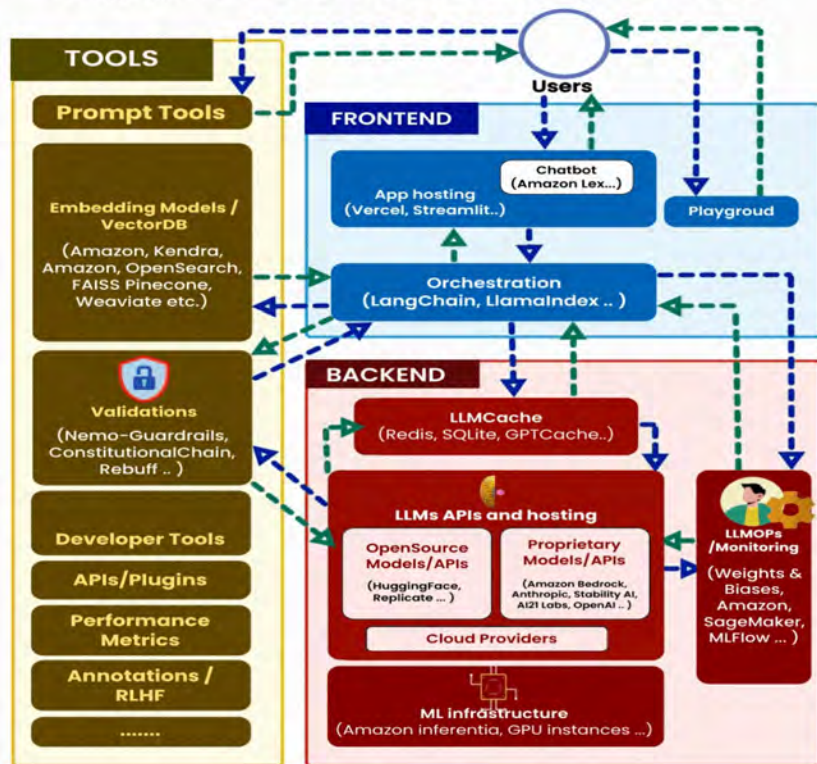 TOOLS
Prompt Tools
Embedding Models /
VectorDB
(Amazon, Kendra,
Amazon, OpenSearch,
FAISS Pinecone,
Weaviate etc.)
Validations
(Nemo-Guardrails,
ConstitutionalChain,
Rebuff .. )
Developer Tools
APIs/Plugins
Performance
Metrics
Annotations /
RLHF
.......
Users
FRONTEND
Chatbot
(Amazon Lex...)
App hosting
(Vercel, Streamlit..)
Playgroud
Orchestration
(LangChain, LlamaIndex .. )
BACKEND
LLMCache
(Redis, SQLite, GPTCache..)
LLMs APIs and hosting
OpenSource
Models/APIs
(HuggingFace,
Replicate ... )
Proprietary
Models/APIs
(Amazon Bedrock,
Anthropic, Stability AI,
AI21 Labs, OpenAI .. )
Cloud Providers
LLMOPs
/Monitoring
(Weights &
Biases,
Amazon,
SageMaker,
MLFlow ... )
ML infrastructure
(Amazon inferentia, GPU instances ...)